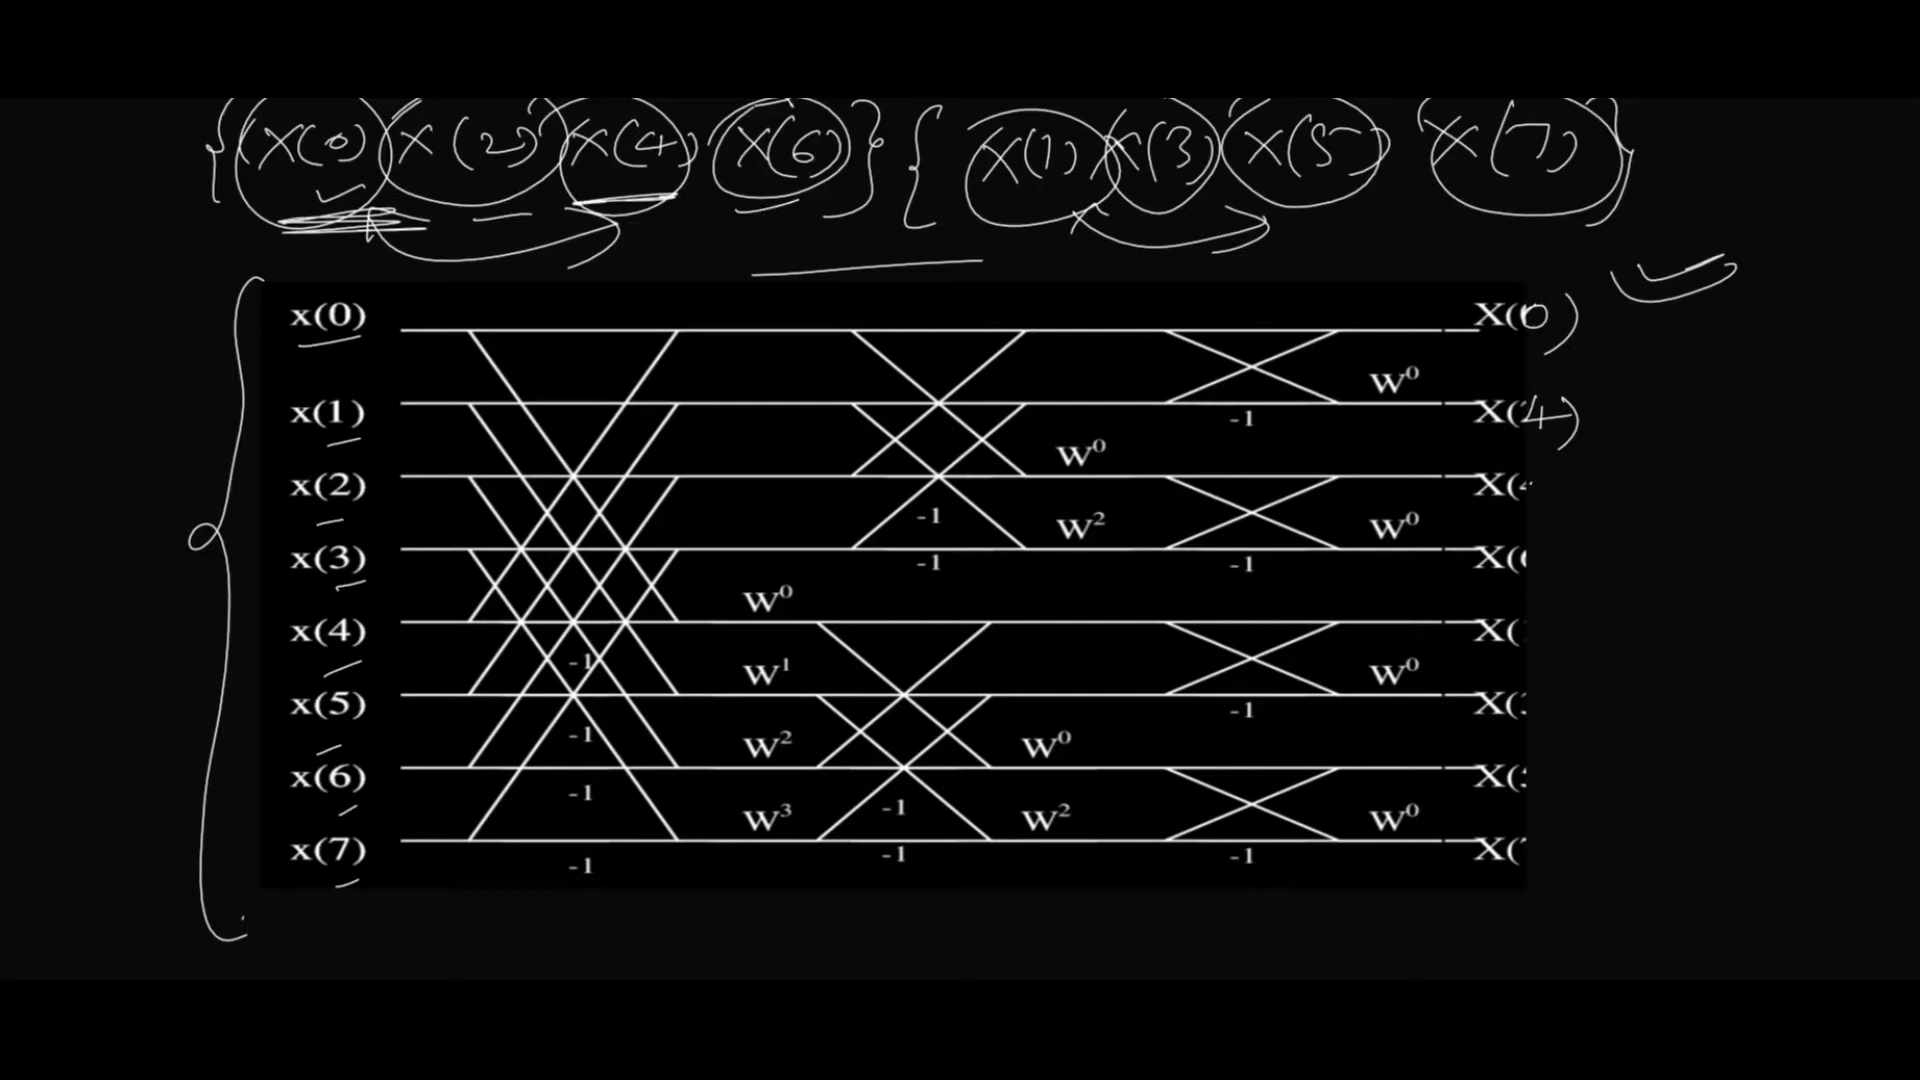 {X(0) X(2) X(4) X(6)} {X(1) X(3) X(5) X(7)}
x(0) X(0)
W⁰
x(1) -1 X(4)
W⁰
x(2) X(4
-1 W² W⁰
x(3) -1 -1 X(
W⁰
x(4) X(
-1 W¹ W⁰
x(5) -1 X(
-1 W² W⁰
x(6) X(
-1 W³ -1 W² W⁰
x(7) -1 -1 -1 X(